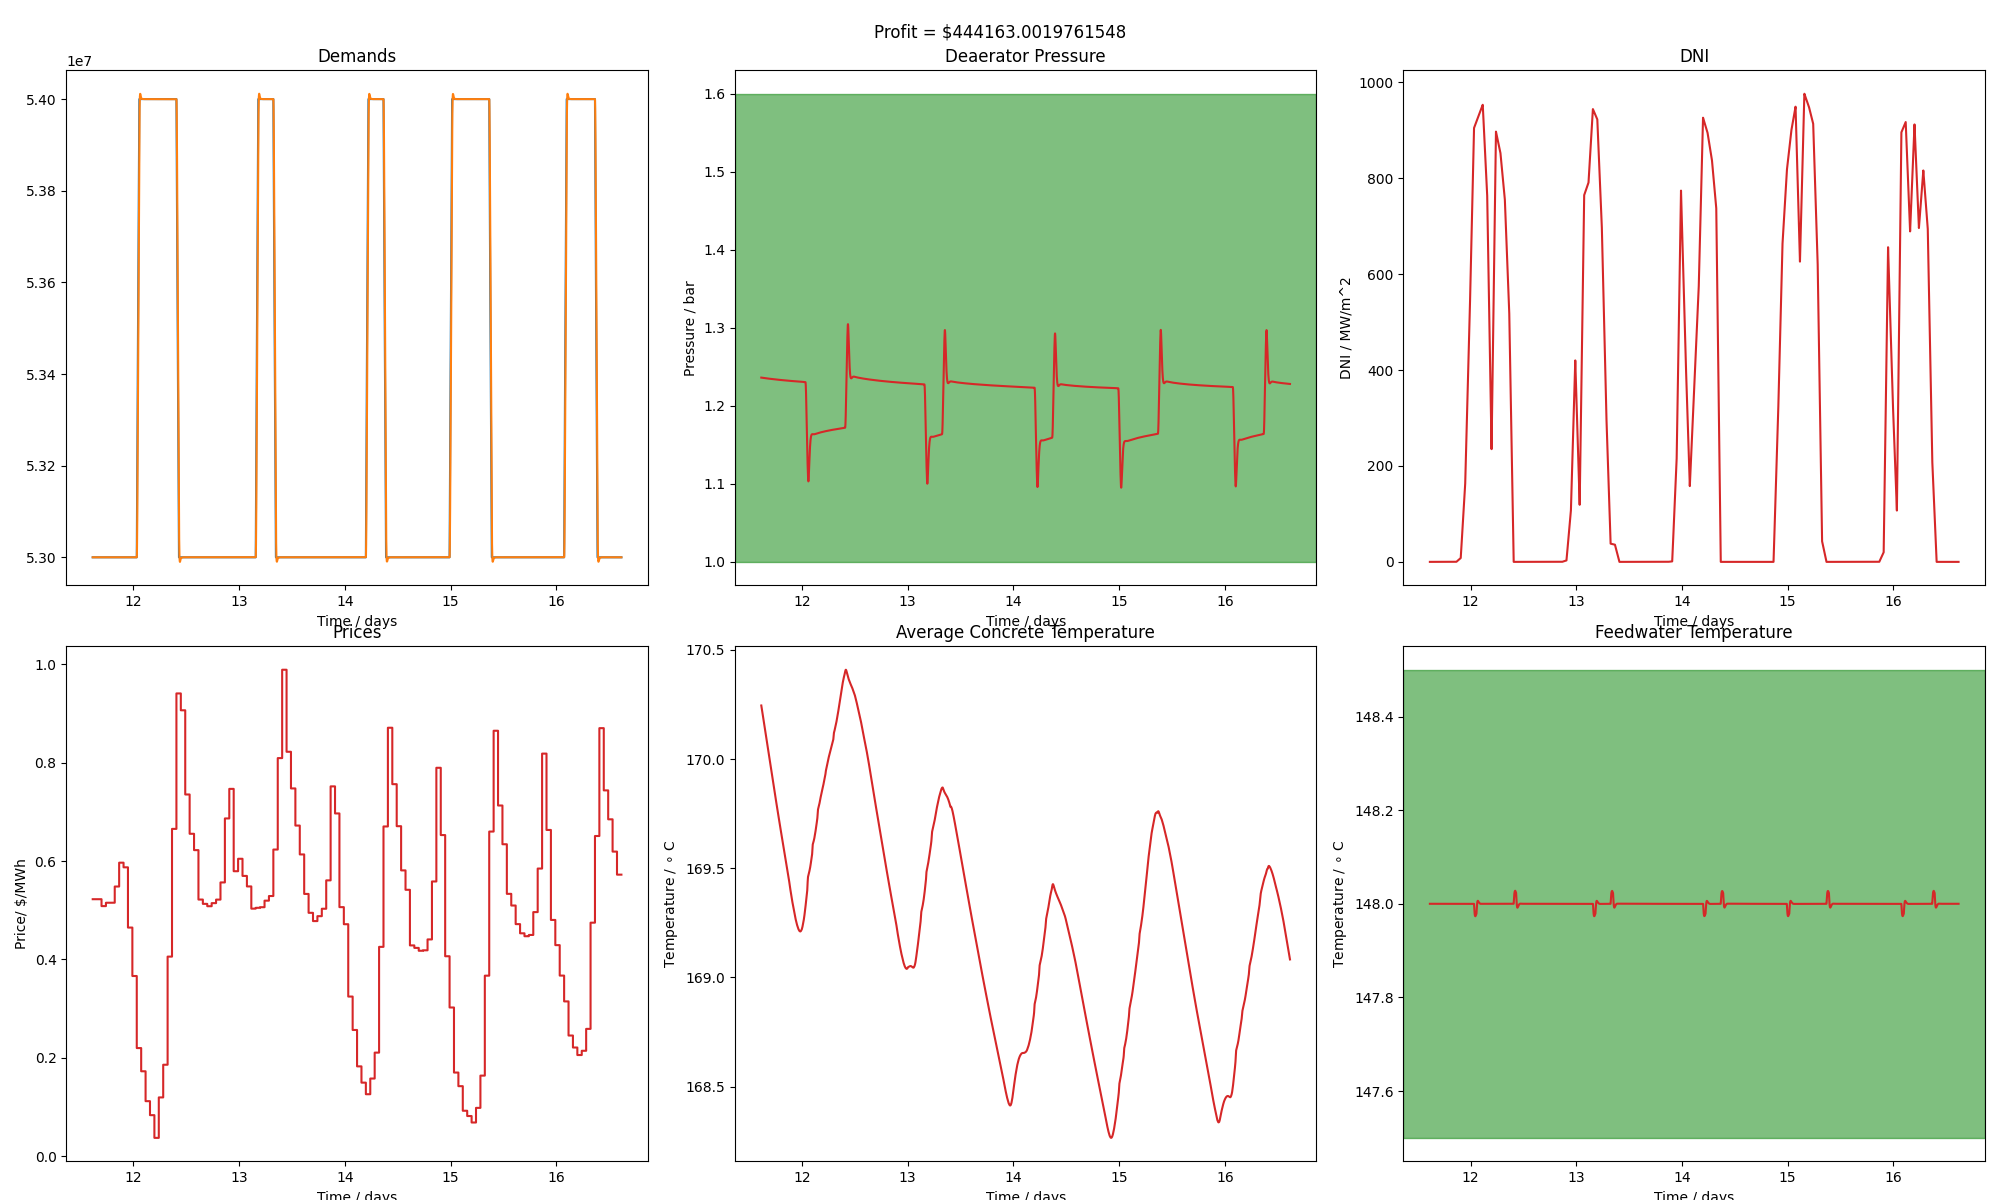 Profit = $444163.0019761548
Demands
1e7
5.40
5.38
5.36
5.34
5.32
5.30
12 13 14 15 16
Time / days
Deaerator Pressure
Pressure / bar
1.6
1.5
1.4
1.3
1.2
1.1
1.0
12 13 14 15 16
Time / days
DNI
DNI / MW/m^2
1000
800
600
400
200
0
12 13 14 15 16
Time / days
Prices
Price/ $/MWh
1.0
0.8
0.6
0.4
0.2
0.0
12 13 14 15 16
Time / days
Average Concrete Temperature
Temperature / ∘ C
170.5
170.0
169.5
169.0
168.5
12 13 14 15 16
Time / days
Feedwater Temperature
Temperature / ∘ C
148.4
148.2
148.0
147.8
147.6
12 13 14 15 16
Time / days